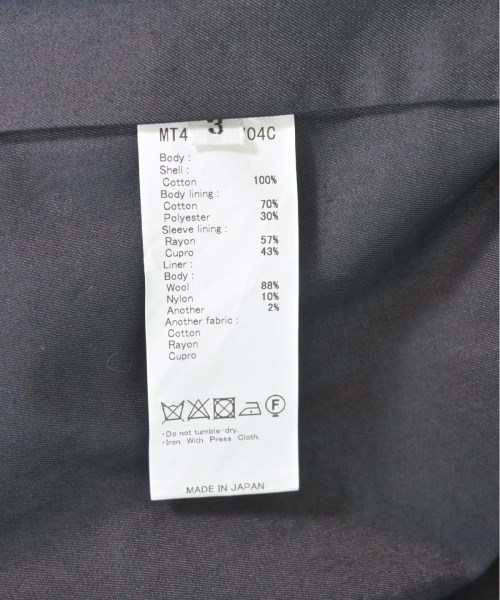 MT4 3 '04C
Body :
Shell :
Cotton 100%
Body lining :
Cotton 70%
Polyester 30%
Sleeve lining :
Rayon 57%
Cupro 43%
Liner :
Body :
Wool 88%
Nylon 10%
Another 2%
Another fabric :
Cotton
Rayon
Cupro
F
・Do not tumble-dry.
・Iron With Press Cloth.
MADE IN JAPAN